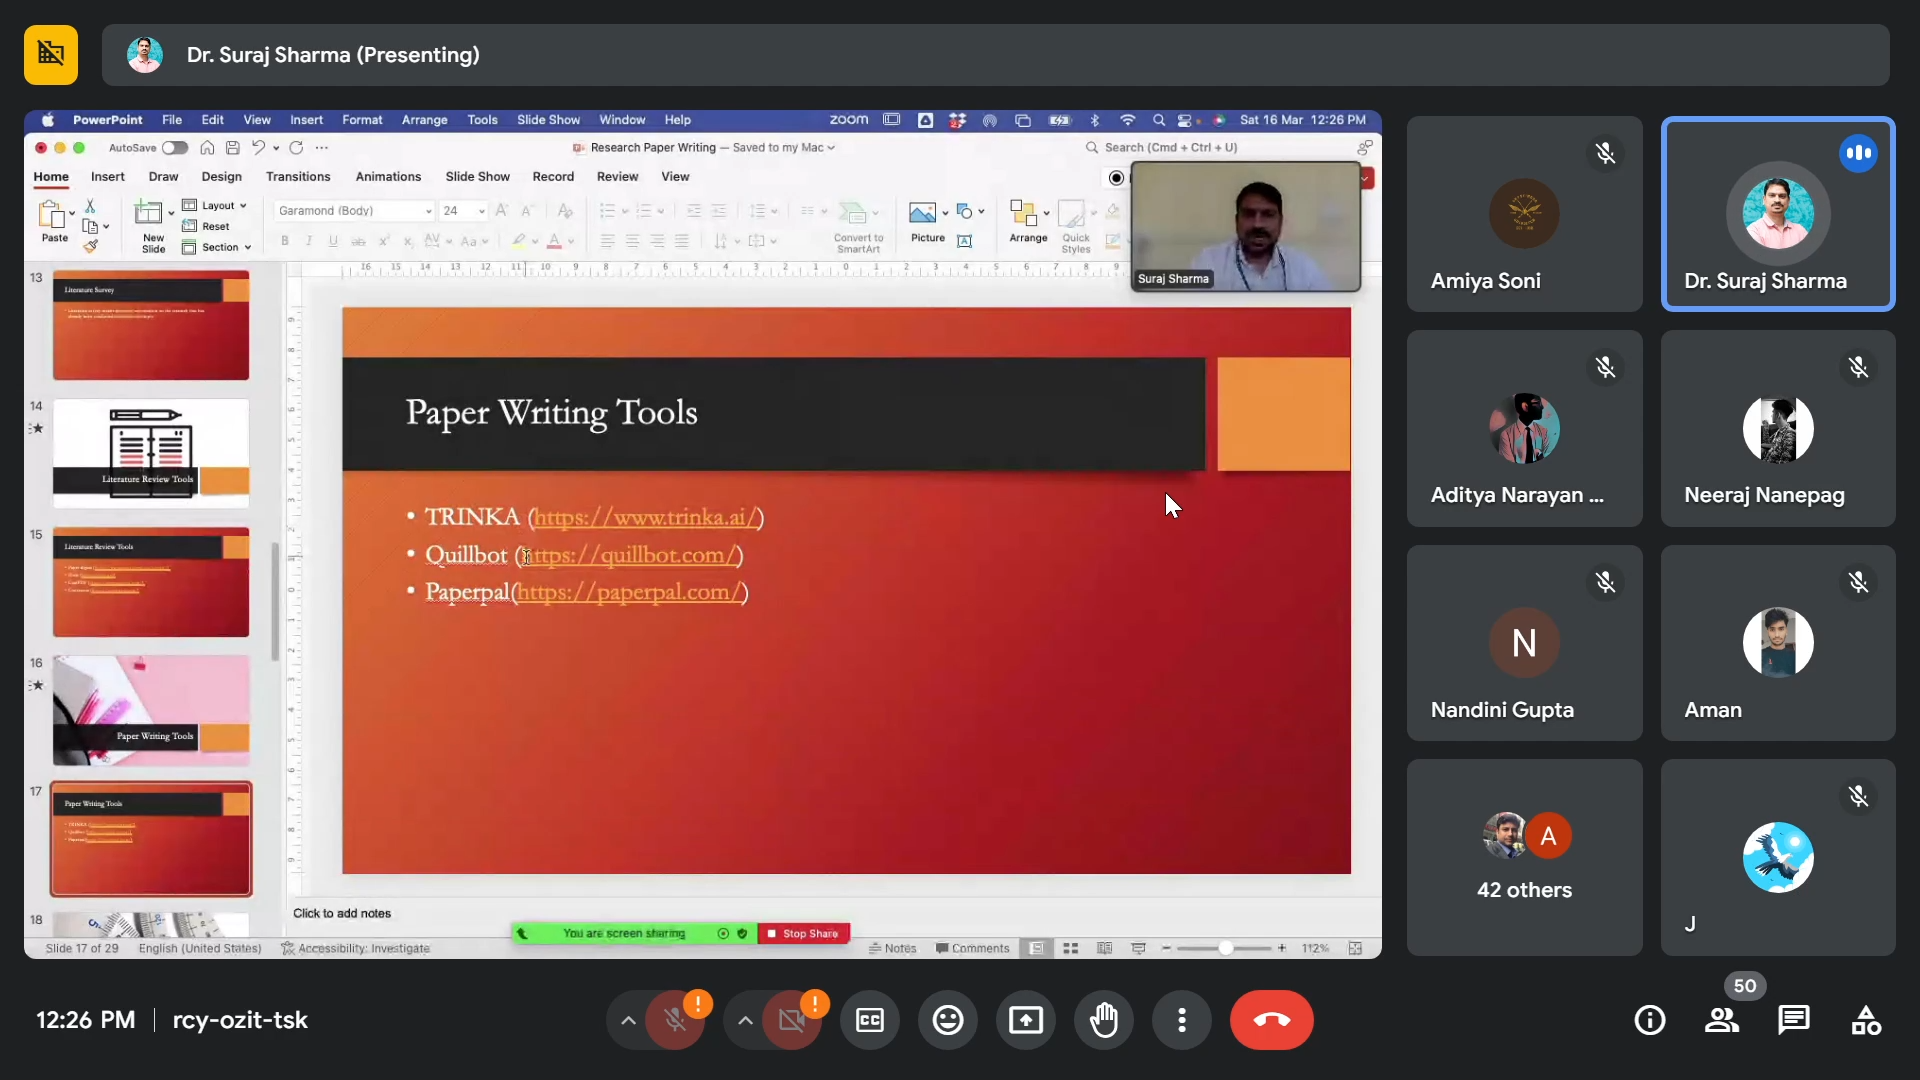 Dr. Suraj Sharma (Presenting)
PowerPoint File Edit View Insert Format Arrange Tools Slide Show Window Help
zoom Sat 16 Mar 12:26 PM
AutoSave
Research Paper Writing — Saved to my Mac
Search (Cmd + Ctrl + U)
Home Insert Draw Design Transitions Animations Slide Show Record Review View
Paste
New Slide
Layout
Reset
Section
Garamond (Body) 24
Convert to SmartArt
Picture
Arrange
Quick Styles
Suraj Sharma
13
Literature Survey
14
Literature Review Tools
15
Literature Review Tools
16
Paper Writing Tools
17
Paper Writing Tools
18
Paper Writing Tools
• TRINKA (https://www.trinka.ai/)
• Quillbot (https://quillbot.com/)
• Paperpal(https://paperpal.com/)
Click to add notes
You are screen sharing
Stop Share
Slide 17 of 29 English (United States) Accessibility: Investigate
Notes Comments 112%
Amiya Soni
Dr. Suraj Sharma
Aditya Narayan ...
Neeraj Nanepag
N
Nandini Gupta
Aman
A
42 others
J
12:26 PM | rcy-ozit-tsk
CC
50